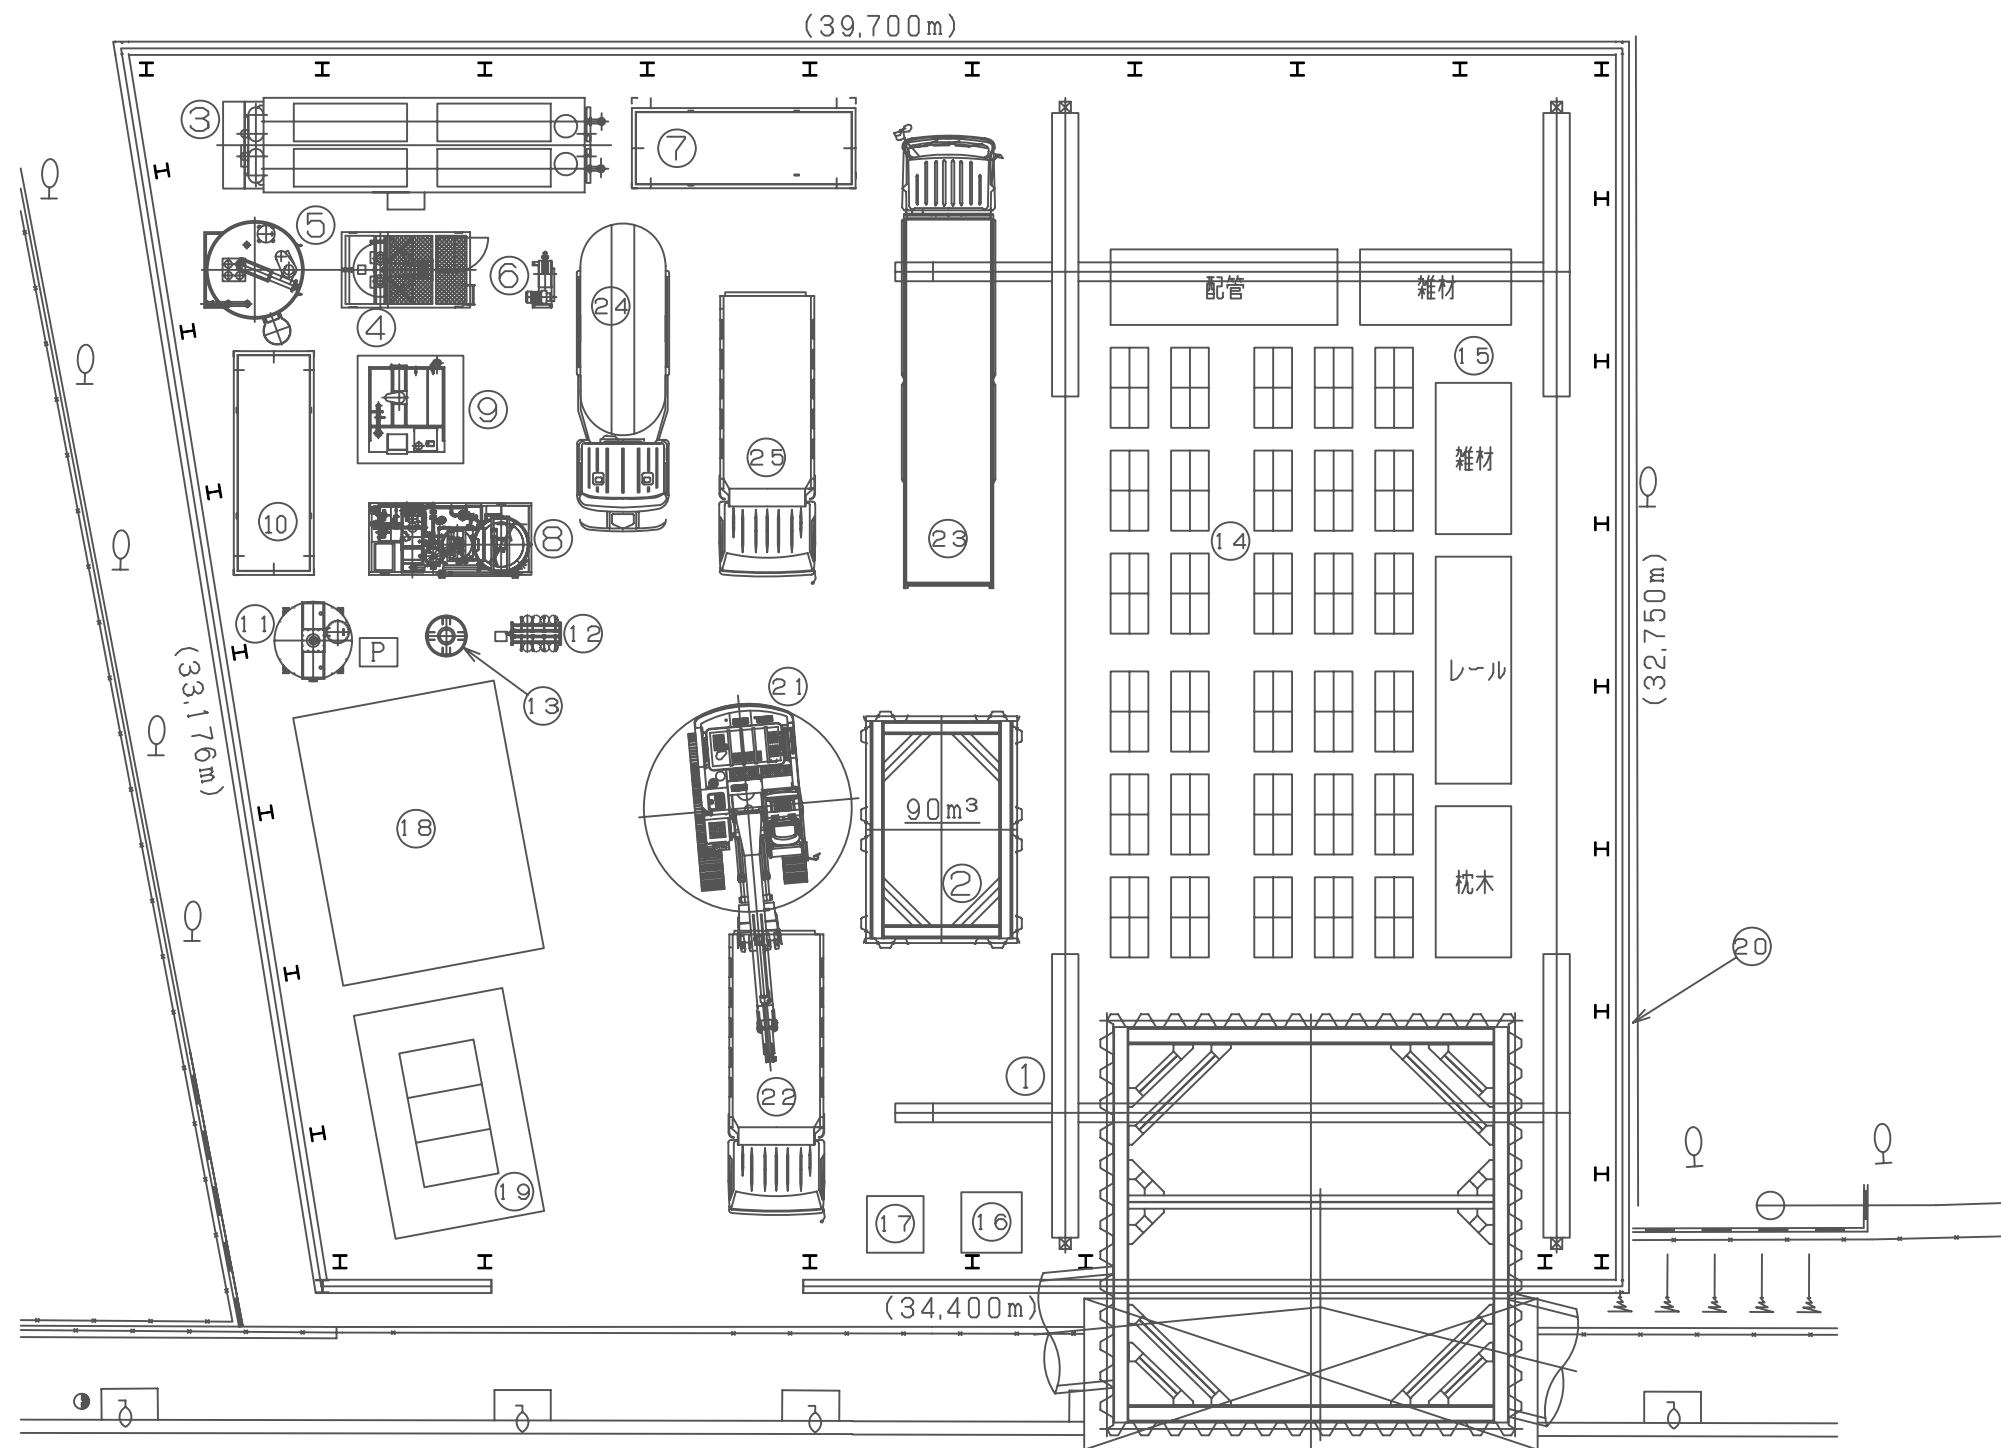 (39,700m)
③
⑦
⑤
⑥
④
㉔
配管
雑材
⑮
⑨
㉕
雑材
⑩
⑧
㉓
⑭
(32,750m)
⑪
P
⑫
⑬
(33,176m)
レール
㉑
⑱
90m³
②
枕木
⑳
①
㉒
⑲
⑰
⑯
(34,400m)